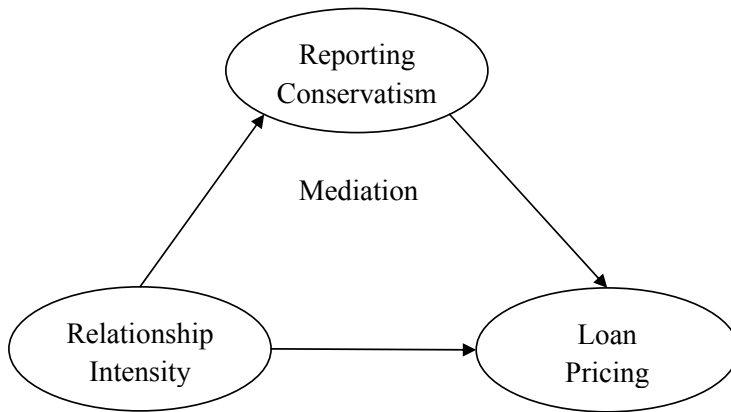 Reporting
Conservatism
Mediation
Relationship
Intensity
Loan
Pricing